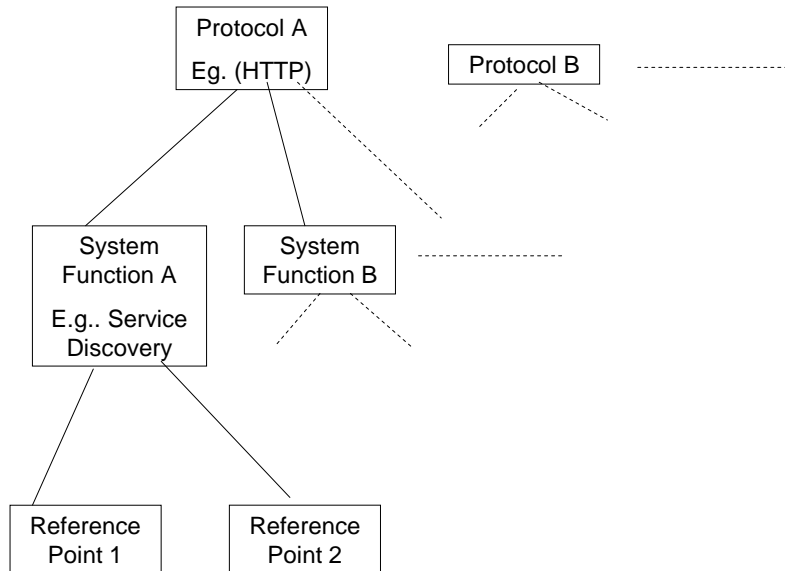 Protocol A
Eg. (HTTP)
Protocol B
System
Function A
E.g.. Service
Discovery
System
Function B
Reference
Point 1
Reference
Point 2